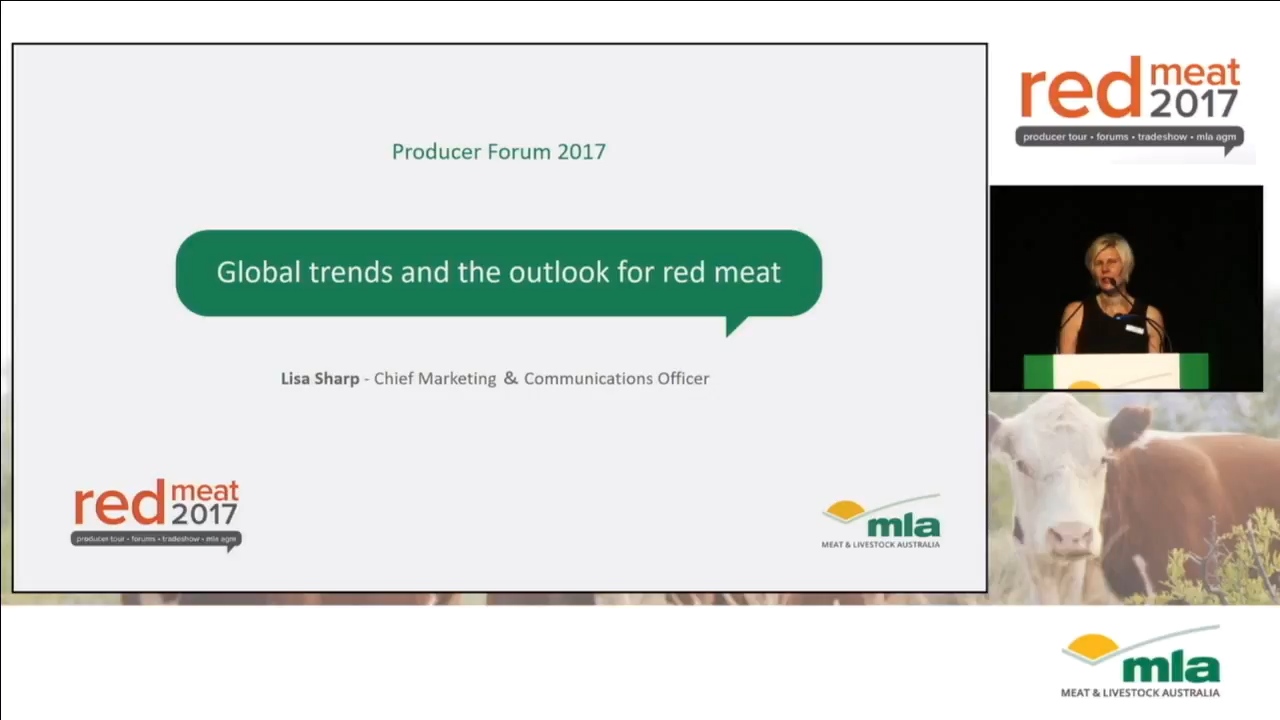 Producer Forum 2017
Global trends and the outlook for red meat
Lisa Sharp - Chief Marketing & Communications Officer
red meat 2017
producer tour • forums • tradeshow • mla agm
mla
MEAT & LIVESTOCK AUSTRALIA
red meat 2017
producer tour • forums • tradeshow • mla agm
mla
MEAT & LIVESTOCK AUSTRALIA